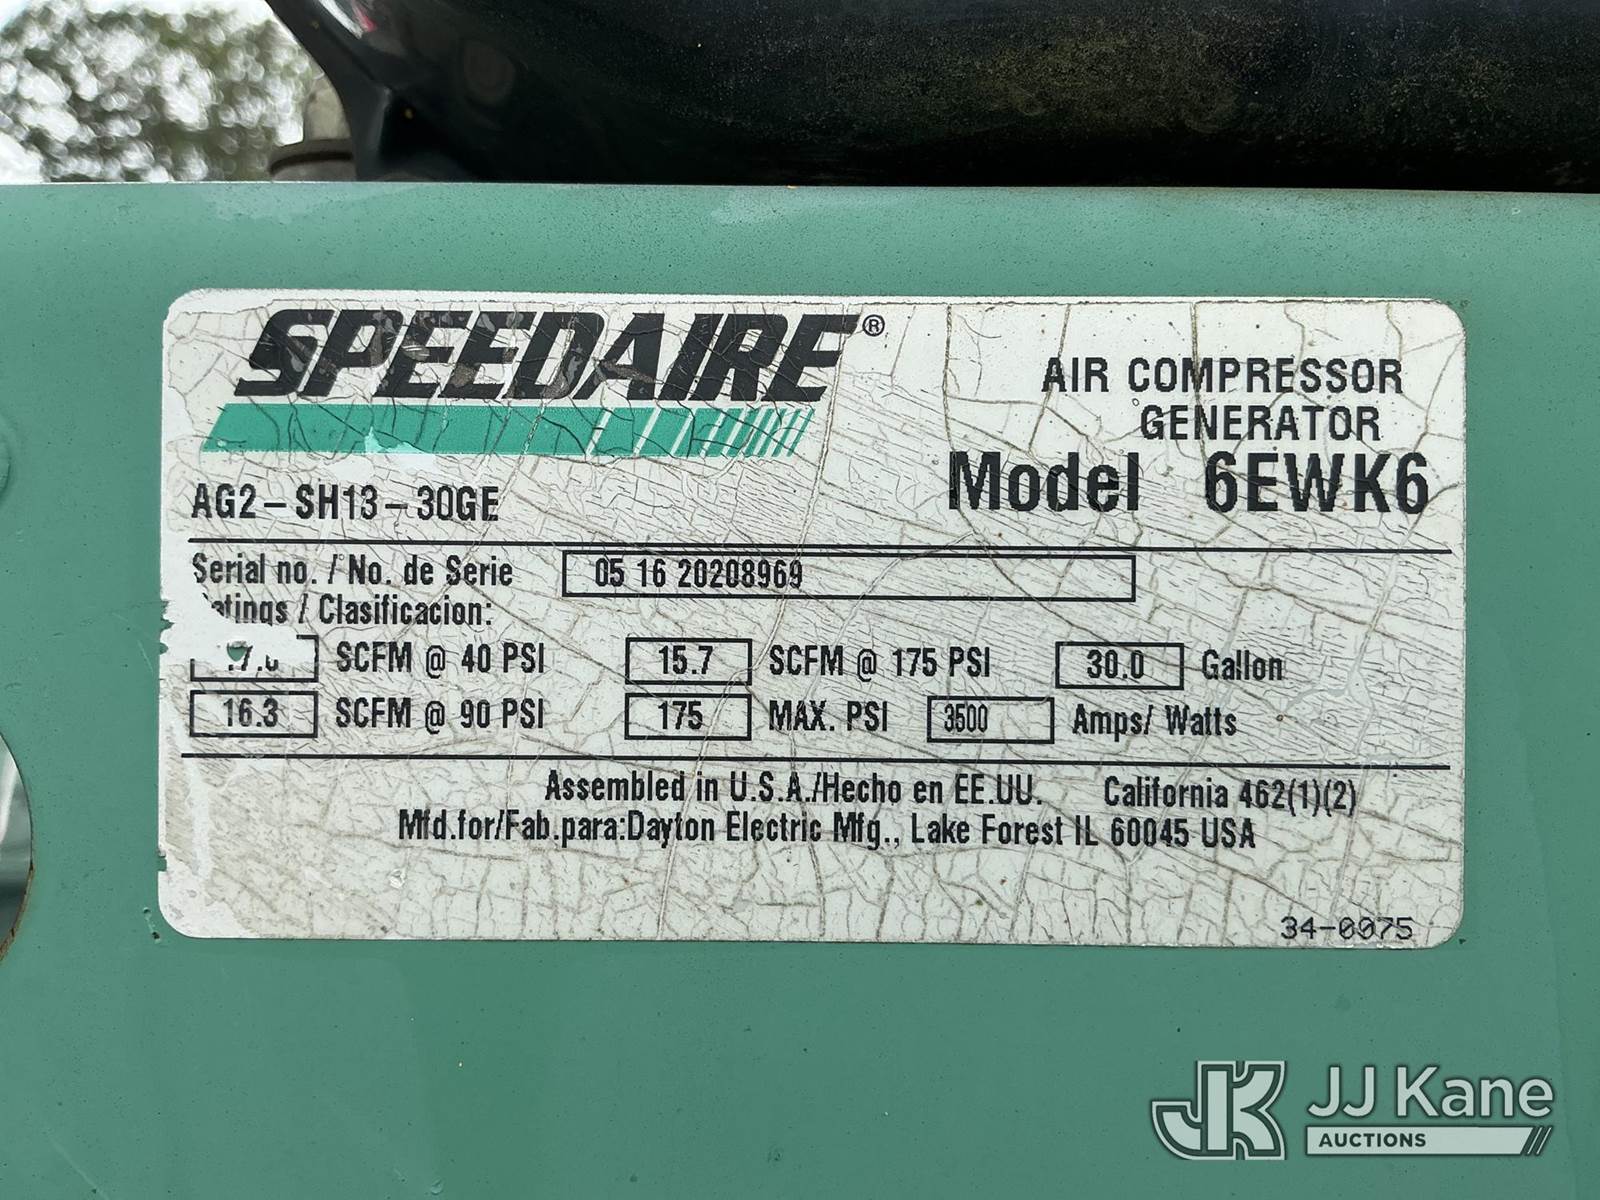 SPEEDAIRE®
AIR COMPRESSOR
GENERATOR
AG2-SH13-30GE
Model 6EWK6
Serial no. / No. de Serie 05 16 20208969
/ Clasificacion:
SCFM @ 40 PSI 15.7 SCFM @ 175 PSI 30.0 Gallon
16.3 SCFM @ 90 PSI 175 MAX. PSI 3500 Amps/ Watts
Assembled in U.S.A./Hecho en EE.UU. California 462(1)(2)
Mfd.for/Fab.para:Dayton Electric Mfg., Lake Forest IL 60045 USA
34-0075
JK JJ Kane
AUCTIONS